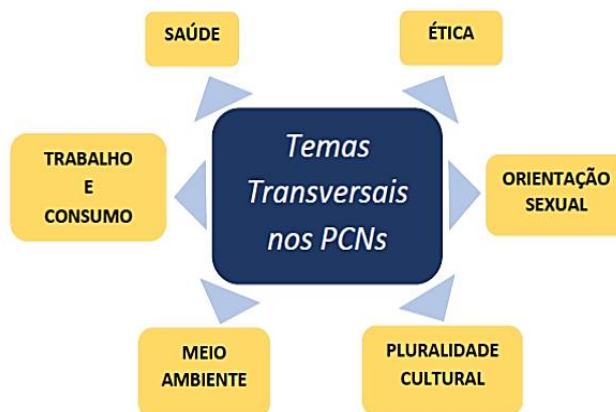 SAÚDE
ÉTICA
TRABALHO
E
CONSUMO
Temas
Transversais
nos PCNs
ORIENTAÇÃO
SEXUAL
MEIO
AMBIENTE
PLURALIDADE
CULTURAL